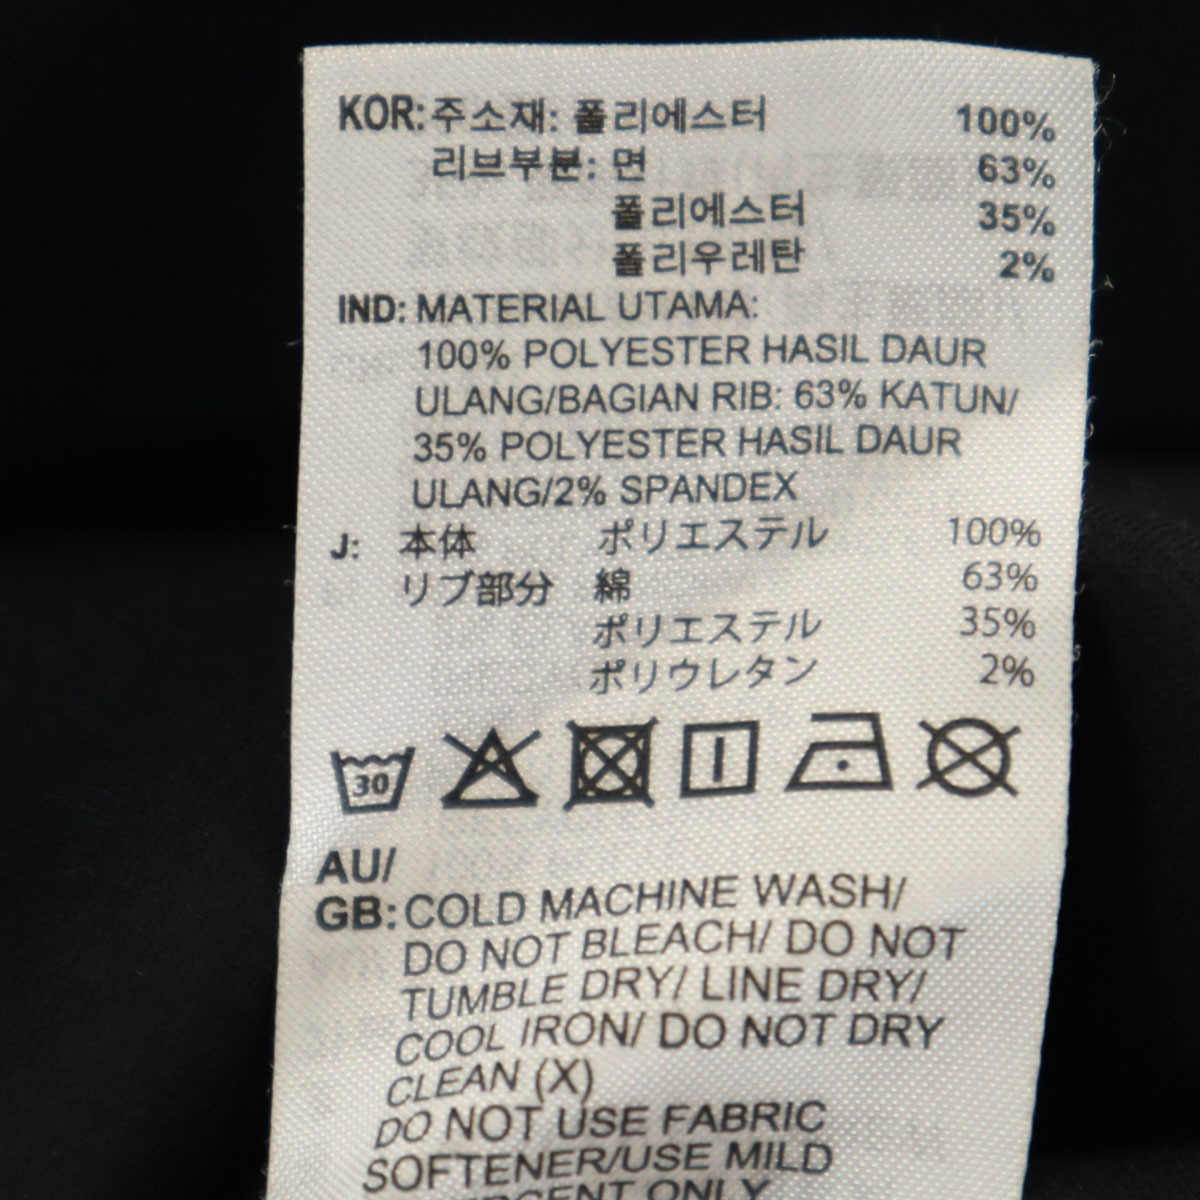 KOR: 주소재: 폴리에스터 100%
리브부분: 면 63%
폴리에스터 35%
폴리우레탄 2%
IND: MATERIAL UTAMA:
100% POLYESTER HASIL DAUR
ULANG/BAGIAN RIB: 63% KATUN/
35% POLYESTER HASIL DAUR
ULANG/2% SPANDEX
J: 本体 ポリエステル 100%
リブ部分 綿 63%
ポリエステル 35%
ポリウレタン 2%
30
AU/
GB: COLD MACHINE WASH/
DO NOT BLEACH/ DO NOT
TUMBLE DRY/ LINE DRY/
COOL IRON/ DO NOT DRY
CLEAN (X)
DO NOT USE FABRIC
SOFTENER/USE MILD
ONLY